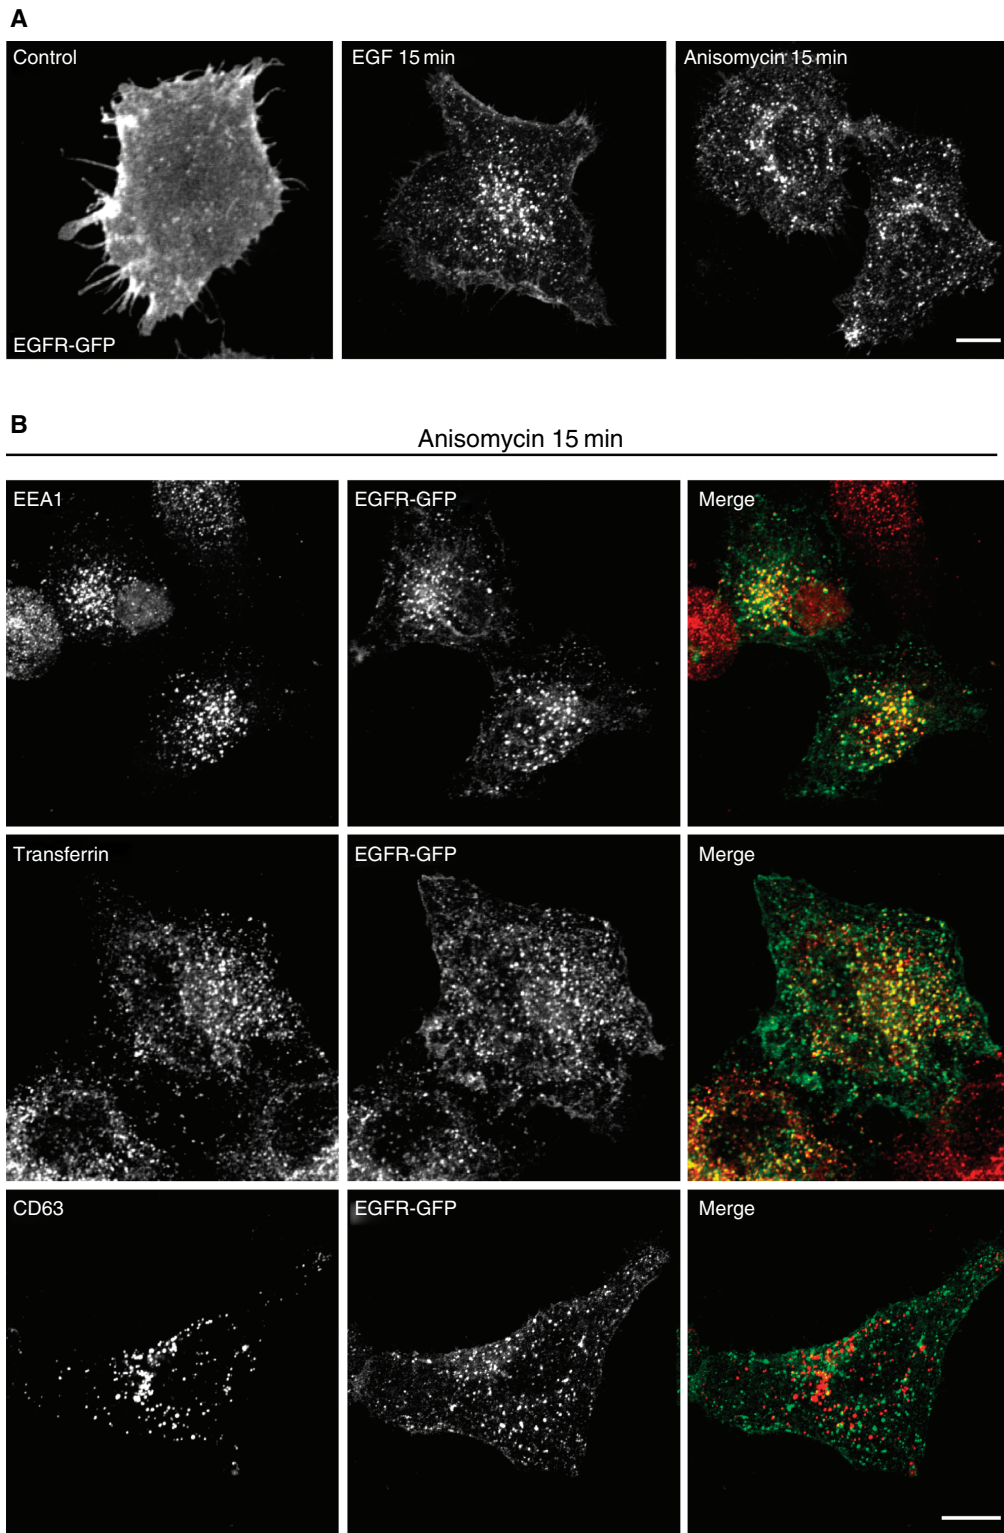 A
Control
EGF 15 min
Anisomycin 15 min
EGFR-GFP
B
Anisomycin 15 min
EEA1
EGFR-GFP
Merge
Transferrin
EGFR-GFP
Merge
CD63
EGFR-GFP
Merge